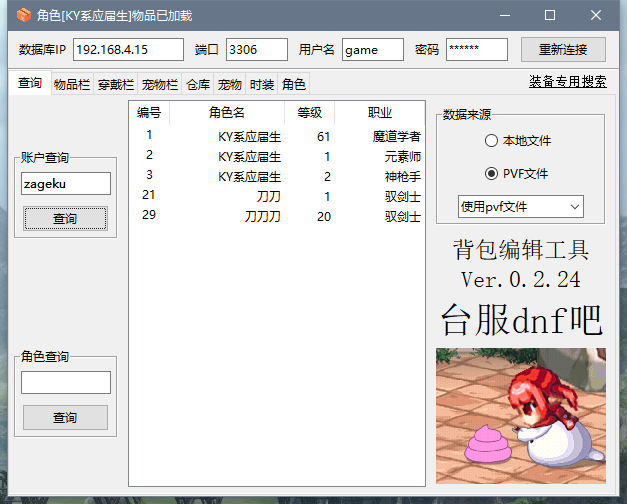 角色[KY系应届生]物品已加载
数据库IP 192.168.4.15 端口 3306 用户名 game 密码 ****** 重新连接
查询 物品栏 穿戴栏 宠物栏 仓库 宠物 时装 角色 装备专用搜索
账户查询
zageku
查询
角色查询
查询
编号 角色名 等级 职业
1 KY系应届生 61 魔道学者
2 KY系应届生 1 元素师
3 KY系应届生 2 神枪手
21 刀刀 1 驭剑士
29 刀刀刀 20 驭剑士
数据来源
本地文件
PVF文件
使用pvf文件
背包编辑工具
Ver.0.2.24
台服dnf吧